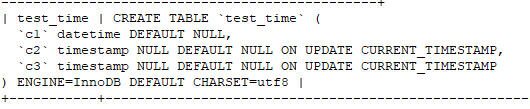 ------------------------------------------------+
| test_time | CREATE TABLE `test_time` (
  `c1` datetime DEFAULT NULL,
  `c2` timestamp NULL DEFAULT NULL ON UPDATE CURRENT_TIMESTAMP,
  `c3` timestamp NULL DEFAULT NULL ON UPDATE CURRENT_TIMESTAMP
) ENGINE=InnoDB DEFAULT CHARSET=utf8 |
+-----------+--------------------------------------------------------